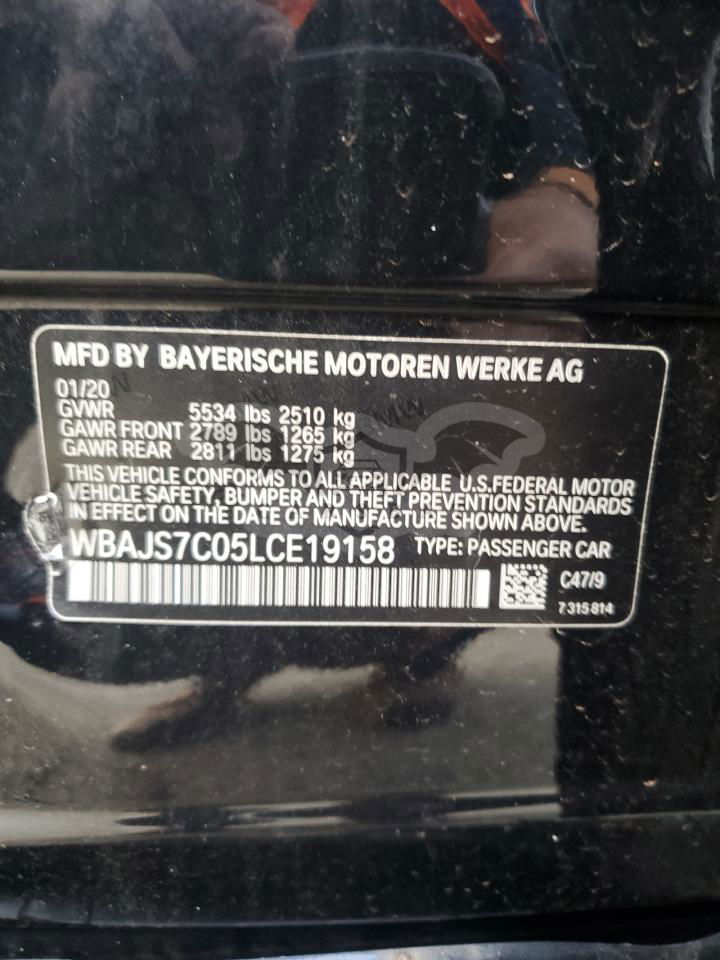 MFD BY BAYERISCHE MOTOREN WERKE AG
01/20
GVWR 5534 lbs 2510 kg
GAWR FRONT 2789 lbs 1265 kg
GAWR REAR 2811 lbs 1275 kg
THIS VEHICLE CONFORMS TO ALL APPLICABLE U.S.FEDERAL MOTOR
VEHICLE SAFETY, BUMPER AND THEFT PREVENTION STANDARDS
IN EFFECT ON THE DATE OF MANUFACTURE SHOWN ABOVE.
WBAJS7C05LCE19158 TYPE: PASSENGER CAR
C47/9
7 315 814